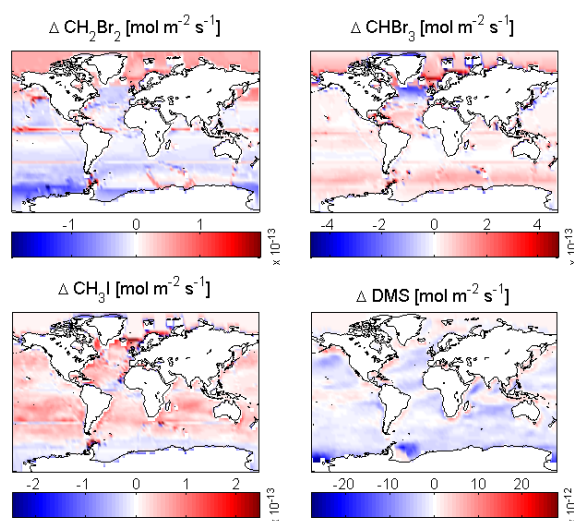 Δ CH₂Br₂ [mol m⁻² s⁻¹]
Δ CHBr₃ [mol m⁻² s⁻¹]
-1 0 1
x 10⁻¹³
-4 -2 0 2 4
x 10⁻¹³
Δ CH₃I [mol m⁻² s⁻¹]
Δ DMS [mol m⁻² s⁻¹]
-2 -1 0 1 2
x 10⁻¹³
-20 -10 0 10 20
x 10⁻¹²